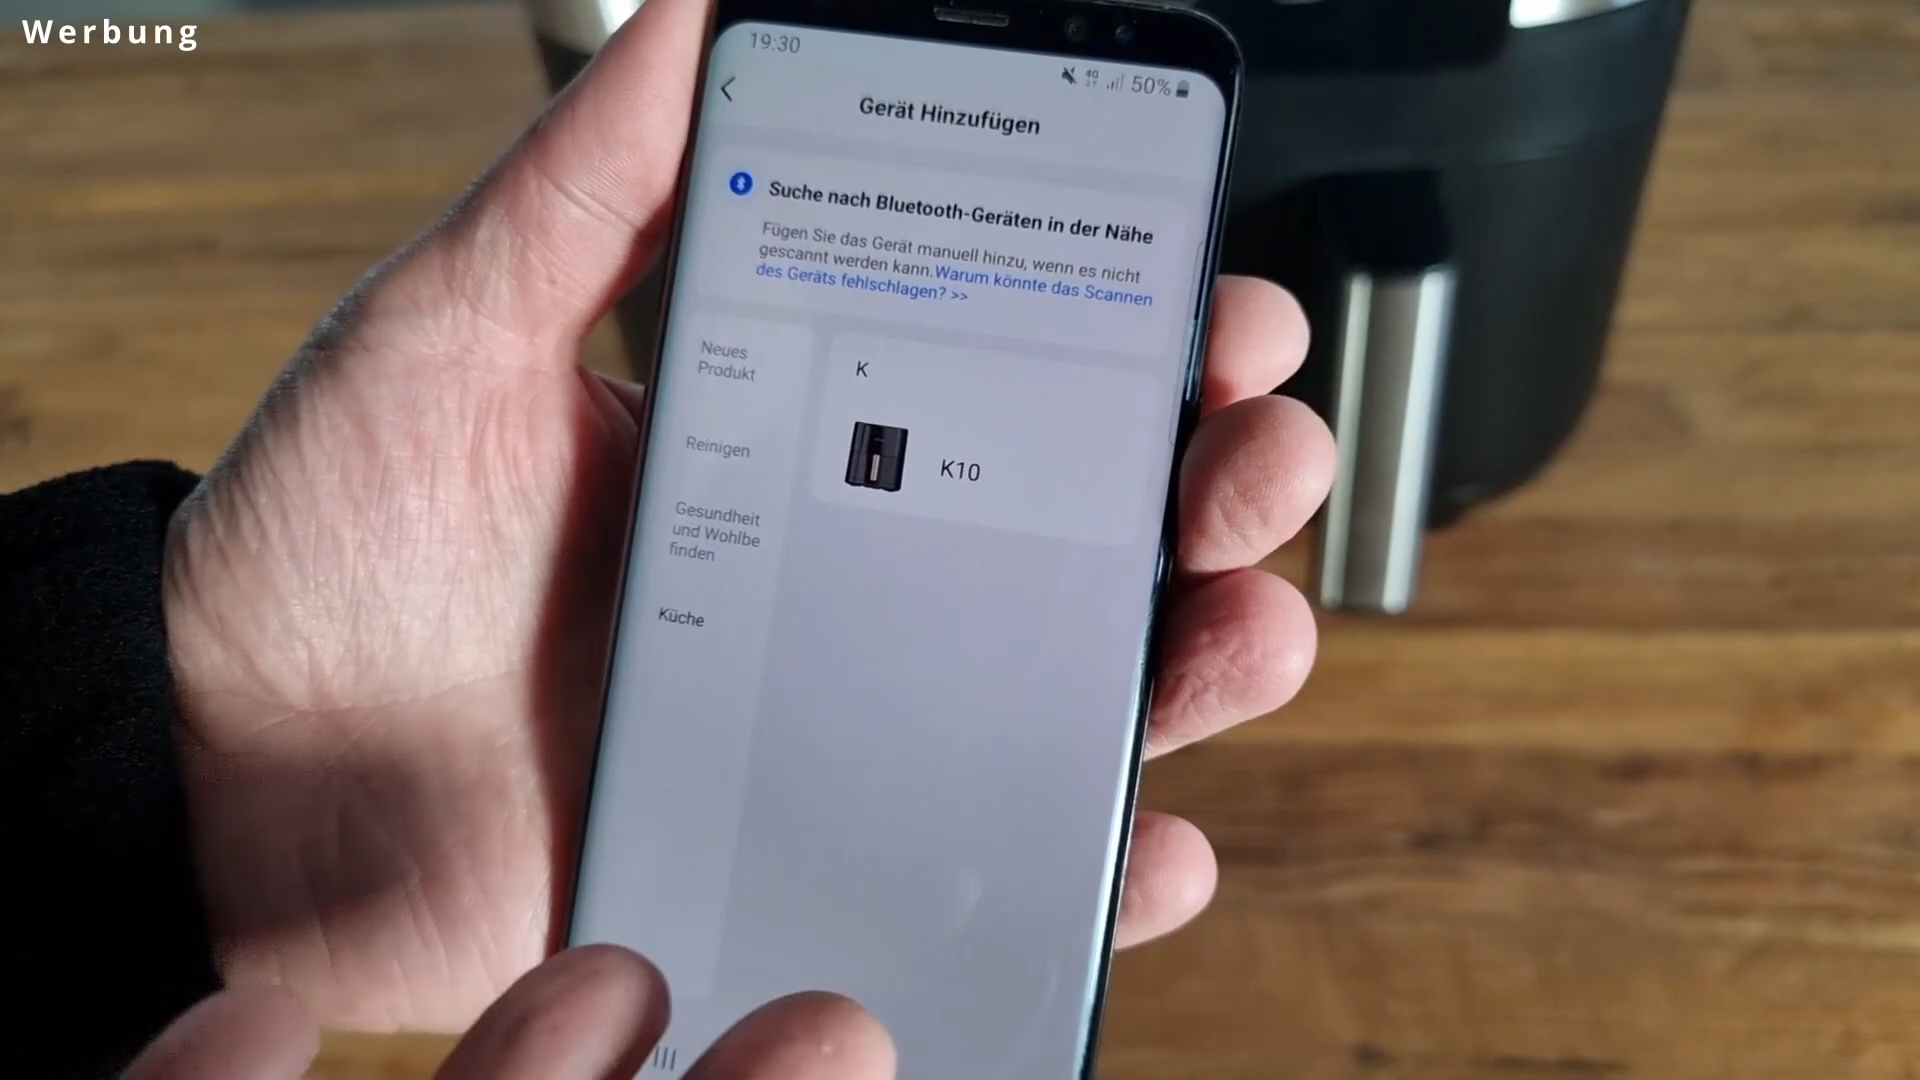 Werbung
19:30
4G 50%
Gerät Hinzufügen
Suche nach Bluetooth-Geräten in der Nähe
Fügen Sie das Gerät manuell hinzu, wenn es nicht
gescannt werden kann.Warum könnte das Scannen
des Geräts fehlschlagen? >>
Neues
Produkt
Reinigen
Gesundheit
und Wohlbe
finden
Küche
K
K10